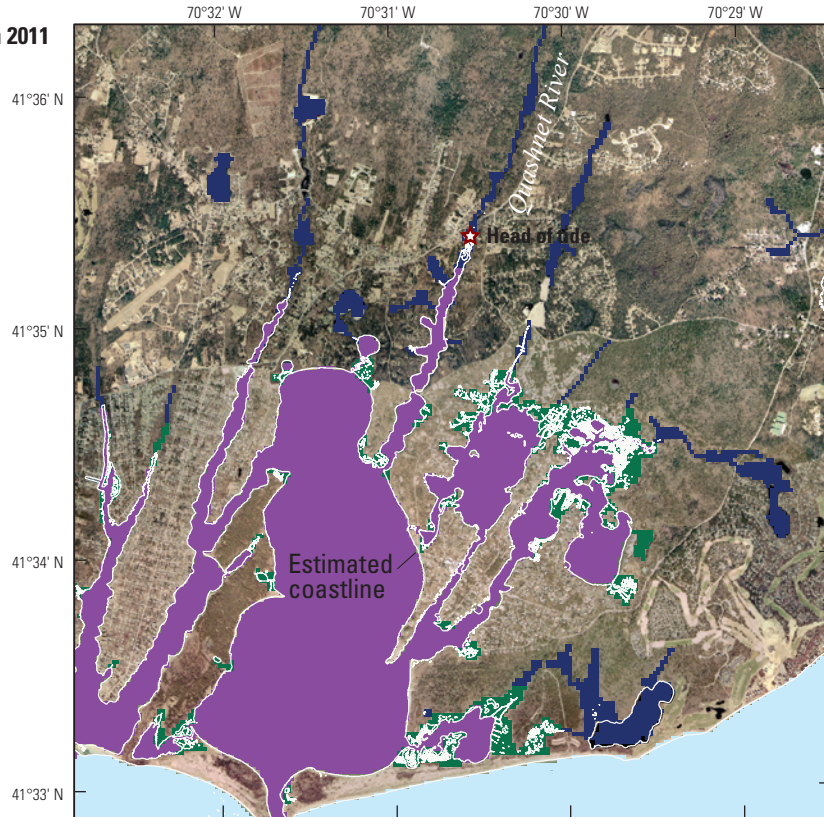 2011
70°32' W
70°31' W
70°30' W
70°29' W
41°36' N
Quashnet River
Head of tide
41°35' N
41°34' N
Estimated
coastline
41°33' N